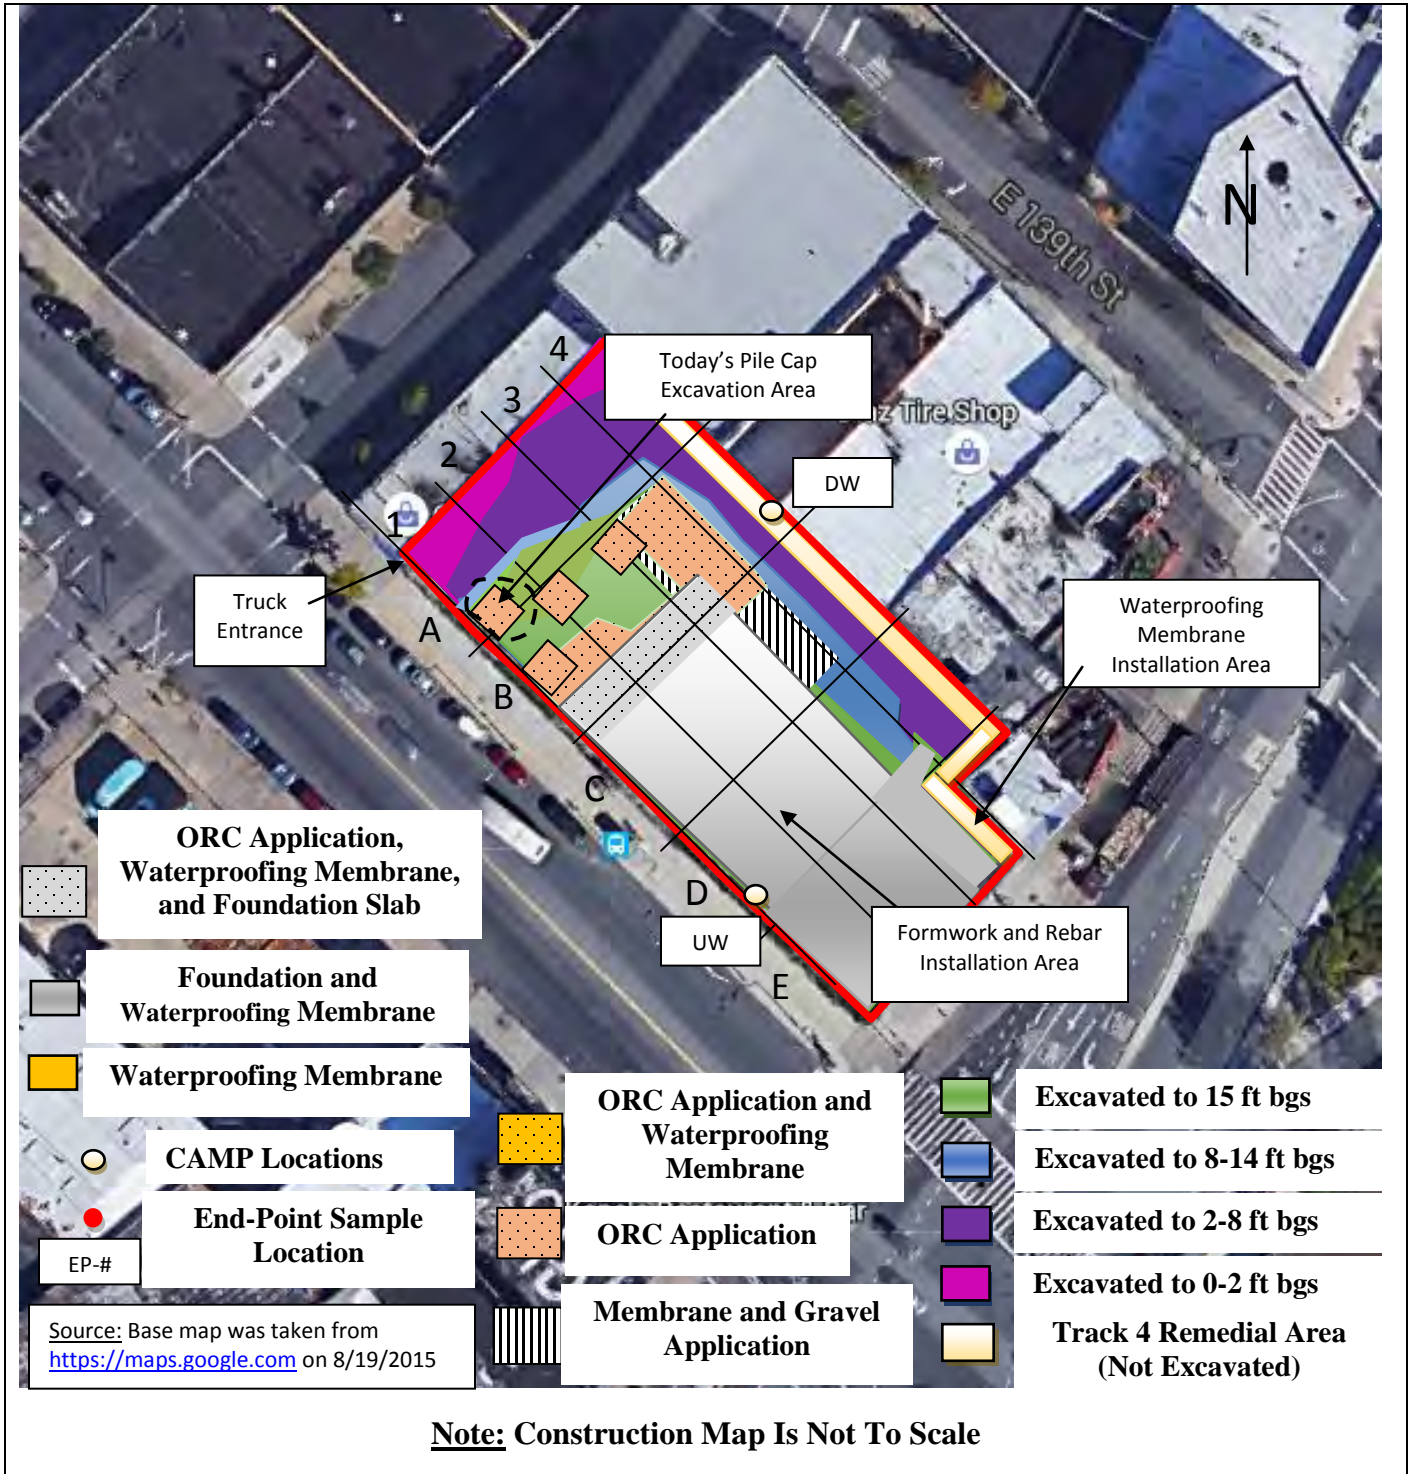 E 139th St
N
4
Today's Pile Cap
Excavation Area
3
z Tire Shop
2
DW
1
Truck
Entrance
A
Waterproofing
Membrane
Installation Area
B
C
D
UW
Formwork and Rebar
Installation Area
E
ORC Application,
Waterproofing Membrane,
and Foundation Slab
Foundation and
Waterproofing Membrane
Waterproofing Membrane
CAMP Locations
End-Point Sample
Location
EP-#
Source: Base map was taken from
https://maps.google.com on 8/19/2015
ORC Application and
Waterproofing
Membrane
ORC Application
Membrane and Gravel
Application
Excavated to 15 ft bgs
Excavated to 8-14 ft bgs
Excavated to 2-8 ft bgs
Excavated to 0-2 ft bgs
Track 4 Remedial Area
(Not Excavated)
Note: Construction Map Is Not To Scale